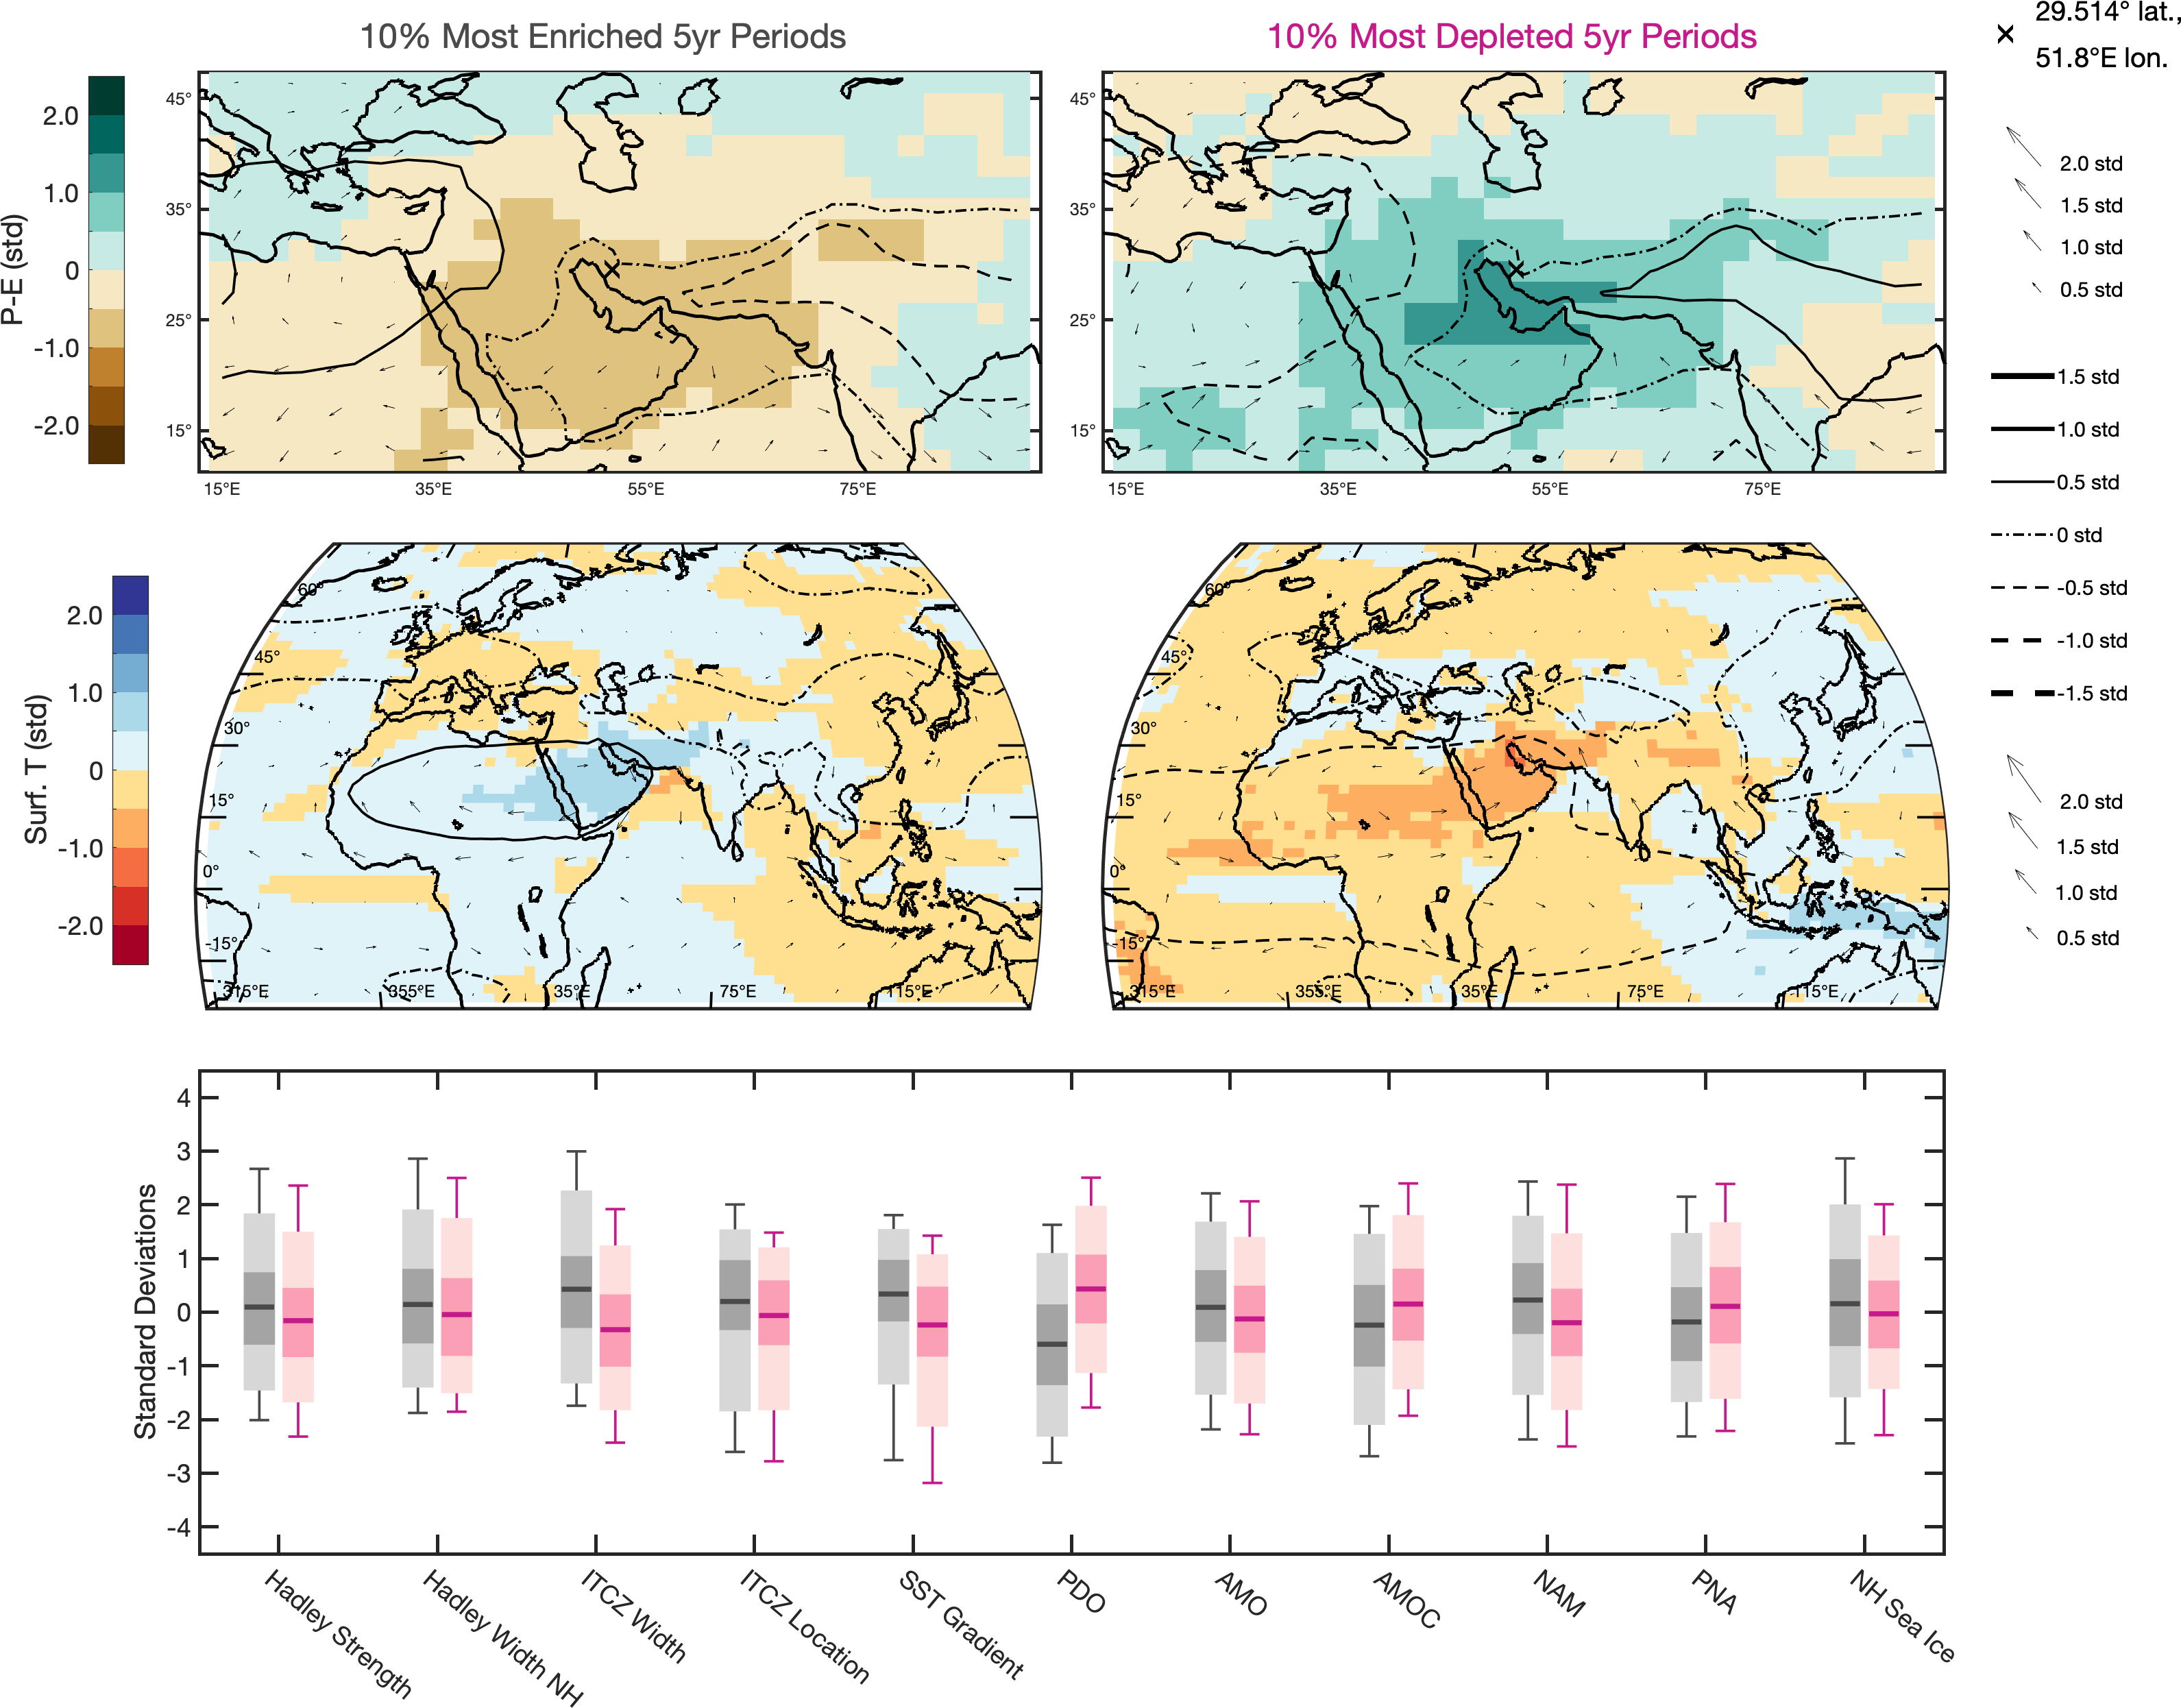 10% Most Enriched 5yr Periods
10% Most Depleted 5yr Periods
29.514° lat.,
51.8°E lon.
P-E (std)
2.0
1.0
0
-1.0
-2.0
45°
35°
25°
15°
15°E 35°E 55°E 75°E
45°
35°
25°
15°
15°E 35°E 55°E 75°E
2.0 std
1.5 std
1.0 std
0.5 std
1.5 std
1.0 std
0.5 std
0 std
-0.5 std
-1.0 std
-1.5 std
Surf. T (std)
2.0
1.0
0
-1.0
-2.0
60°
45°
30°
15°
0°
-15°
315°E 355°E 35°E 75°E 115°E
60°
45°
30°
15°
0°
-15°
315°E 355°E 35°E 75°E 115°E
2.0 std
1.5 std
1.0 std
0.5 std
Standard Deviations
4
3
2
1
0
-1
-2
-3
-4
Hadley Strength
Hadley Width NH
ITCZ Width
ITCZ Location
SST Gradient
PDO
AMO
AMOC
NAM
PNA
NH Sea Ice